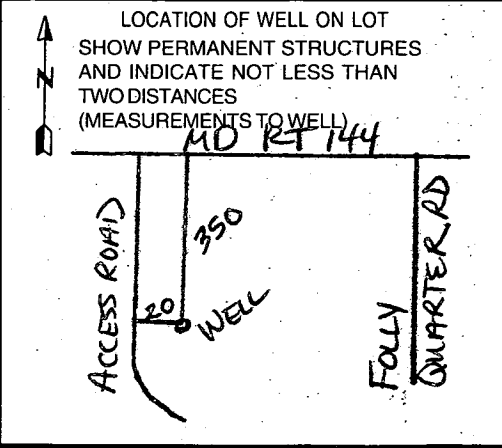 LOCATION OF WELL ON LOT
N
SHOW PERMANENT STRUCTURES
AND INDICATE NOT LESS THAN
TWO DISTANCES
(MEASUREMENTS TO WELL)
MD RT 144
ACCESS ROAD
350
20
WELL
FOLLY
QUARTER RD